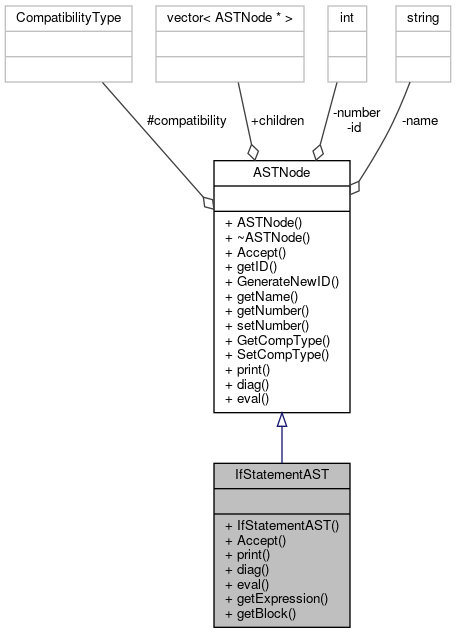 CompatibilityType
vector< ASTNode * >
int
string
#compatibility
+children
-number
-id
-name
ASTNode
+ ASTNode()
+ ~ASTNode()
+ Accept()
+ getID()
+ GenerateNewID()
+ getName()
+ getNumber()
+ setNumber()
+ GetCompType()
+ SetCompType()
+ print()
+ diag()
+ eval()
IfStatementAST
+ IfStatementAST()
+ Accept()
+ print()
+ diag()
+ eval()
+ getExpression()
+ getBlock()